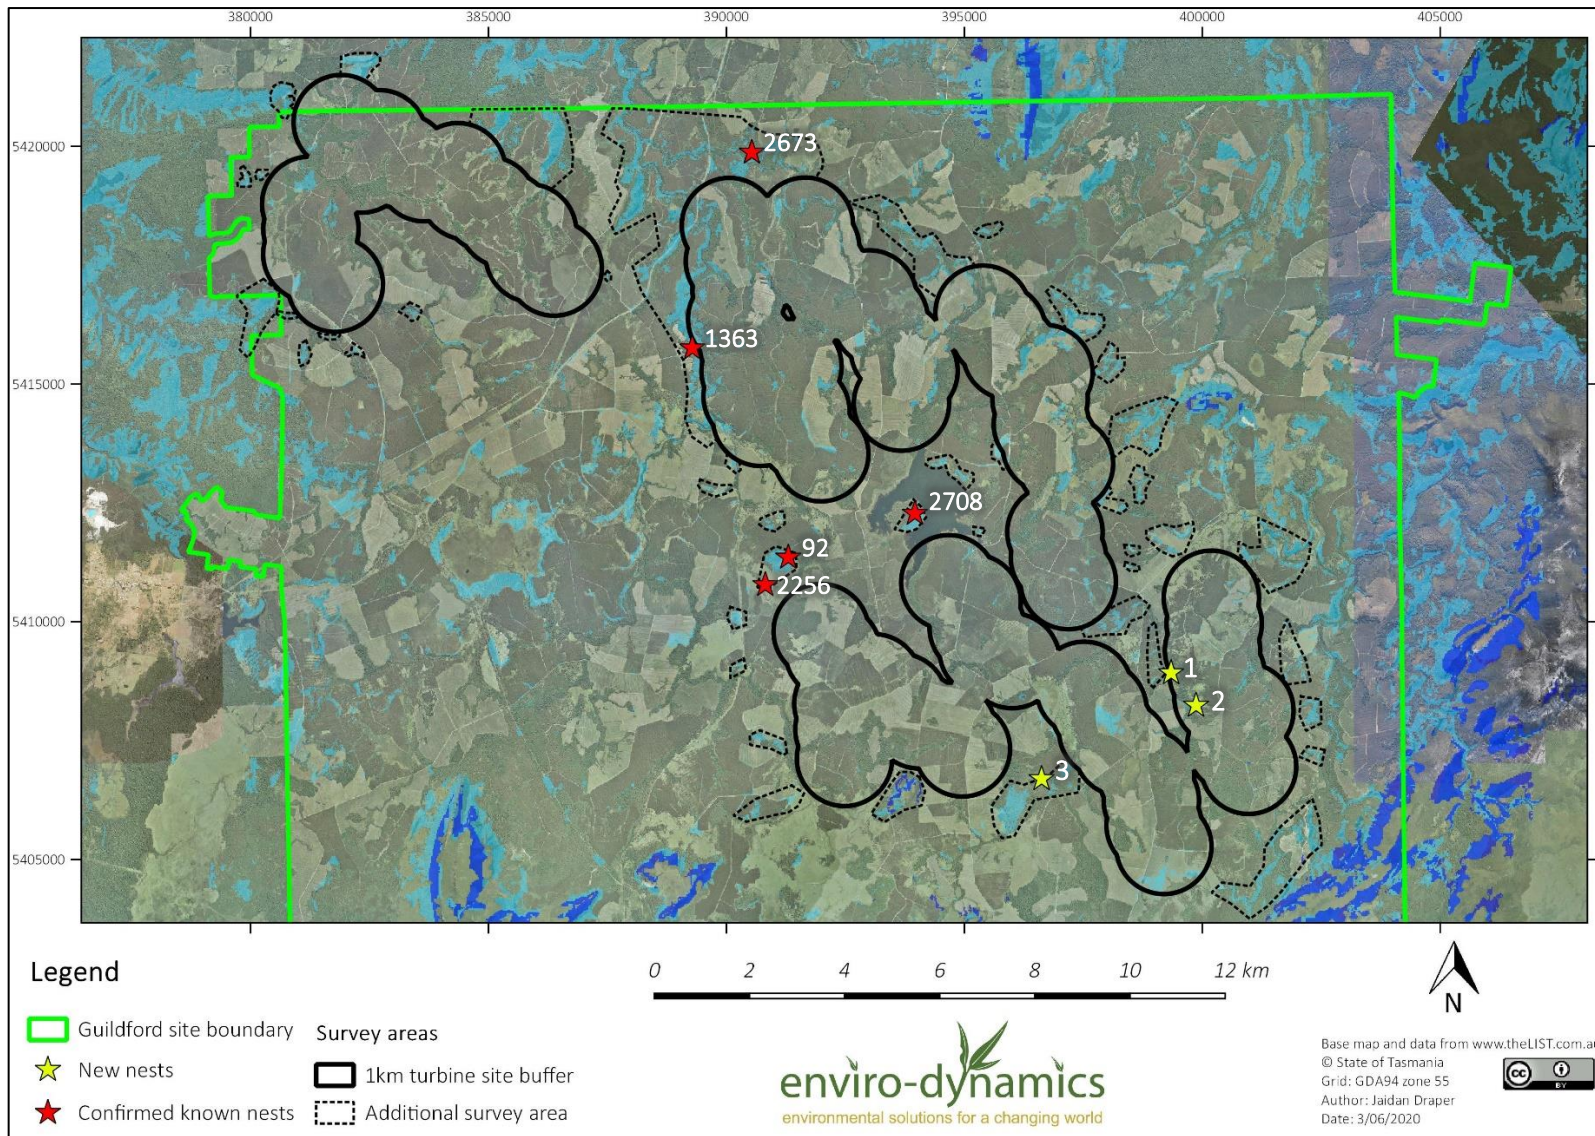 380000 385000 390000 395000 400000 405000
5420000
5415000
5410000
5405000
2673
1363
2708
92
2256
1
2
3
Legend
Guildford site boundary
New nests
Confirmed known nests
Survey areas
1km turbine site buffer
Additional survey area
0 2 4 6 8 10 12 km
enviro-dynamics
environmental solutions for a changing world
N
Base map and data from www.theLIST.com.au
© State of Tasmania
Grid: GDA94 zone 55
Author: Jaidan Draper
Date: 3/06/2020
cc
BY